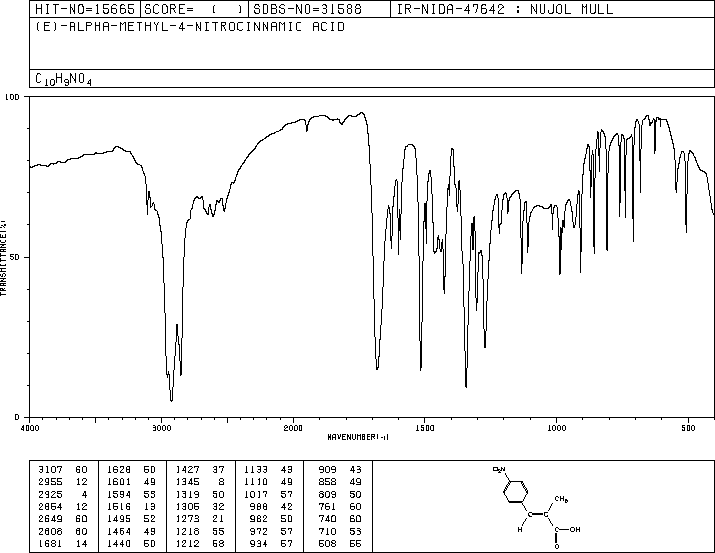 HIT-NO=15665 SCORE= ( ) SDBS-NO=31588 IR-NIDA-47642 : NUJOL MULL
(E)-ALPHA-METHYL-4-NITROCINNAMIC ACID
C10H9NO4
100
TRANSMITTANCE(%)
50
0
4000 3000 2000 1500 1000 500
WAVENUMBER(-1)
3107 60 1628 50 1427 37 1133 43 909 43
2955 12 1601 49 1345 8 1110 49 858 49
2925 4 1594 55 1319 50 1017 57 809 50
2854 12 1516 13 1305 32 988 42 761 60
2649 60 1495 52 1273 21 982 50 740 60
2608 60 1464 49 1218 55 972 57 710 53
1681 14 1440 50 1212 58 934 57 508 55
O2N
CH3
C C
H C OH
O